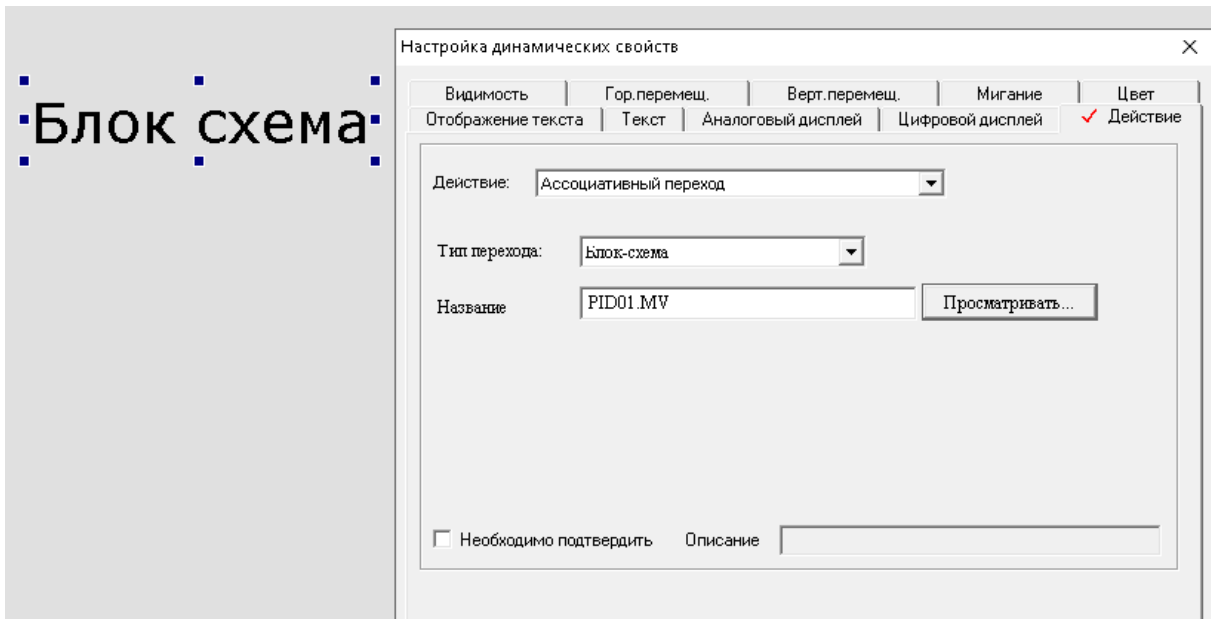 Настройка динамических свойств
Видимость Гор.перемещ. Верт.перемещ. Мигание Цвет
Отображение текста Текст Аналоговый дисплей Цифровой дисплей Действие
Блок схема
Действие: Ассоциативный переход
Тип перехода: Блок-схема
Название PID01.MV Просматривать...
Необходимо подтвердить Описание